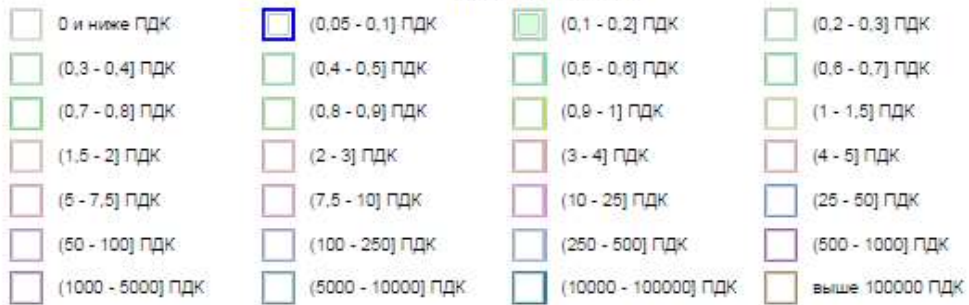 0 и ниже ПДК (0,05 - 0,1] ПДК (0,1 - 0,2] ПДК (0,2 - 0,3] ПДК
(0,3 - 0,4] ПДК (0,4 - 0,5] ПДК (0,5 - 0,6] ПДК (0,6 - 0,7] ПДК
(0,7 - 0,8] ПДК (0,8 - 0,9] ПДК (0,9 - 1] ПДК (1 - 1,5] ПДК
(1,5 - 2] ПДК (2 - 3] ПДК (3 - 4] ПДК (4 - 5] ПДК
(5 - 7,5] ПДК (7,5 - 10] ПДК (10 - 25] ПДК (25 - 50] ПДК
(50 - 100] ПДК (100 - 250] ПДК (250 - 500] ПДК (500 - 1000] ПДК
(1000 - 5000] ПДК (5000 - 10000] ПДК (10000 - 100000] ПДК выше 100000 ПДК